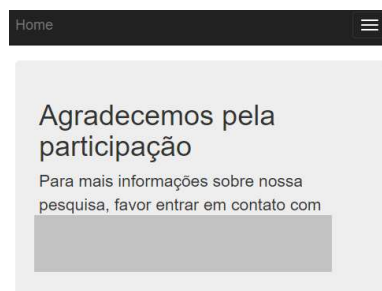 Home
Agradecemos pela
participação
Para mais informações sobre nossa
pesquisa, favor entrar em contato com